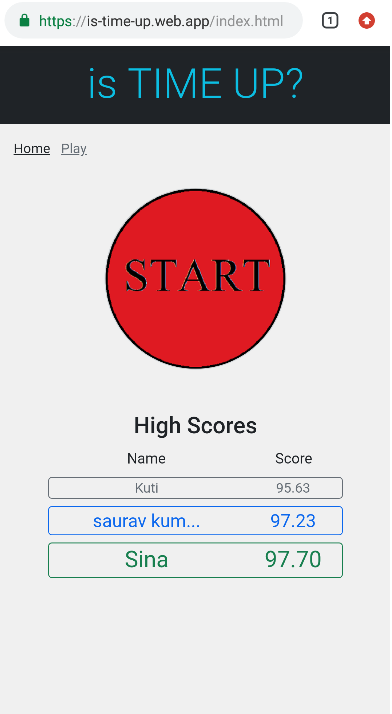 https://is-time-up.web.app/index.html 1
is TIME UP?
Home Play
START
High Scores
Name Score
Kuti 95.63
saurav kum... 97.23
Sina 97.70